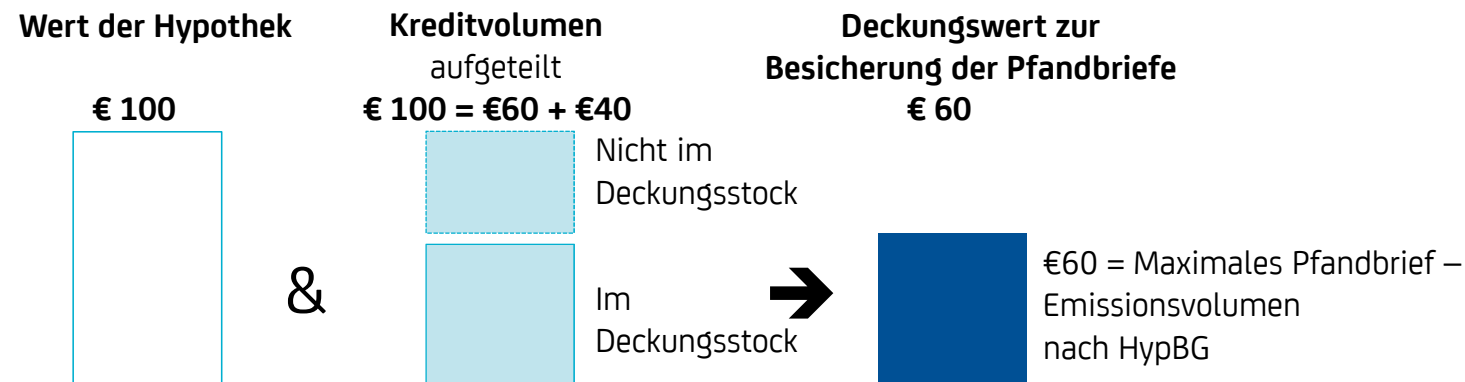 Wert der Hypothek
€ 100
Kreditvolumen
aufgeteilt
€ 100 = €60 + €40
Deckungswert zur
Besicherung der Pfandbriefe
€ 60
Nicht im
Deckungsstock
&
Im
Deckungsstock
€60 = Maximales Pfandbrief –
Emissionsvolumen
nach HypBG